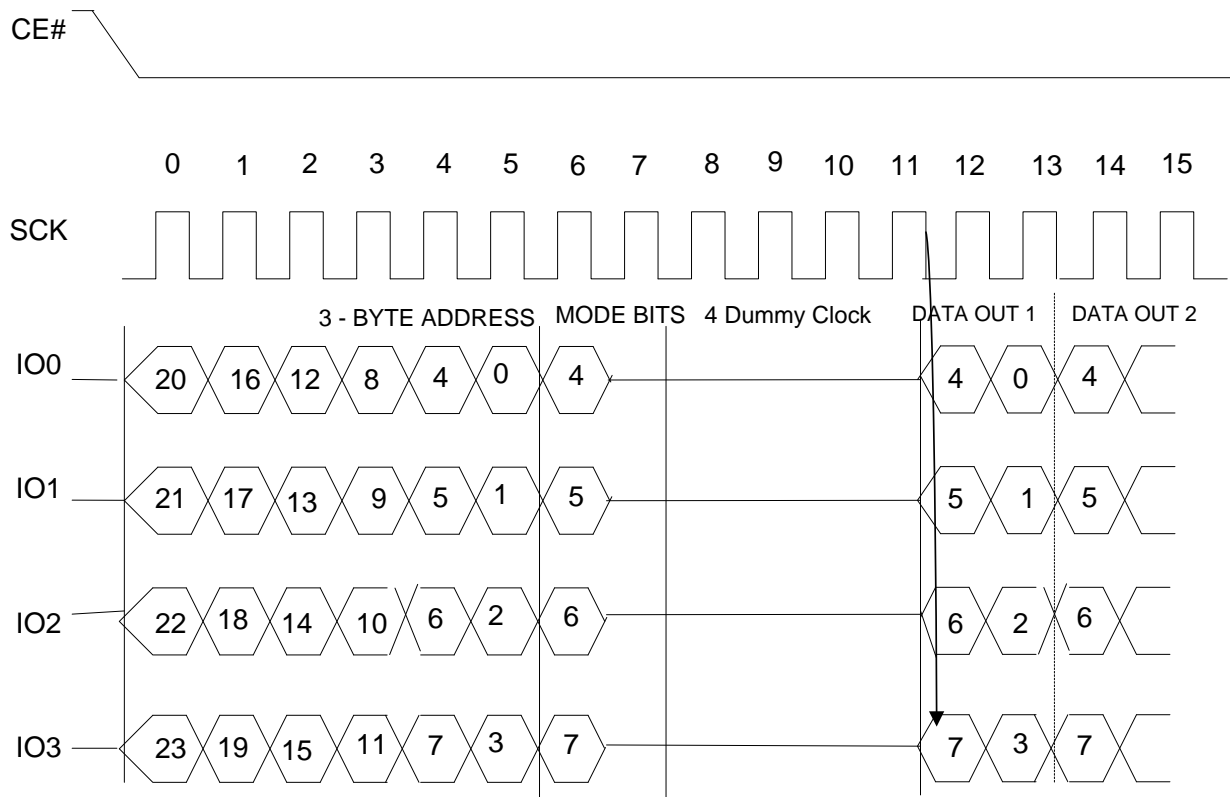 CE#
0 1 2 3 4 5 6 7 8 9 10 11 12 13 14 15
SCK
3 - BYTE ADDRESS MODE BITS 4 Dummy Clock DATA OUT 1 DATA OUT 2
IO0 20 16 12 8 4 0 4 4 0 4
IO1 21 17 13 9 5 1 5 5 1 5
IO2 22 18 14 10 6 2 6 6 2 6
IO3 23 19 15 11 7 3 7 7 3 7